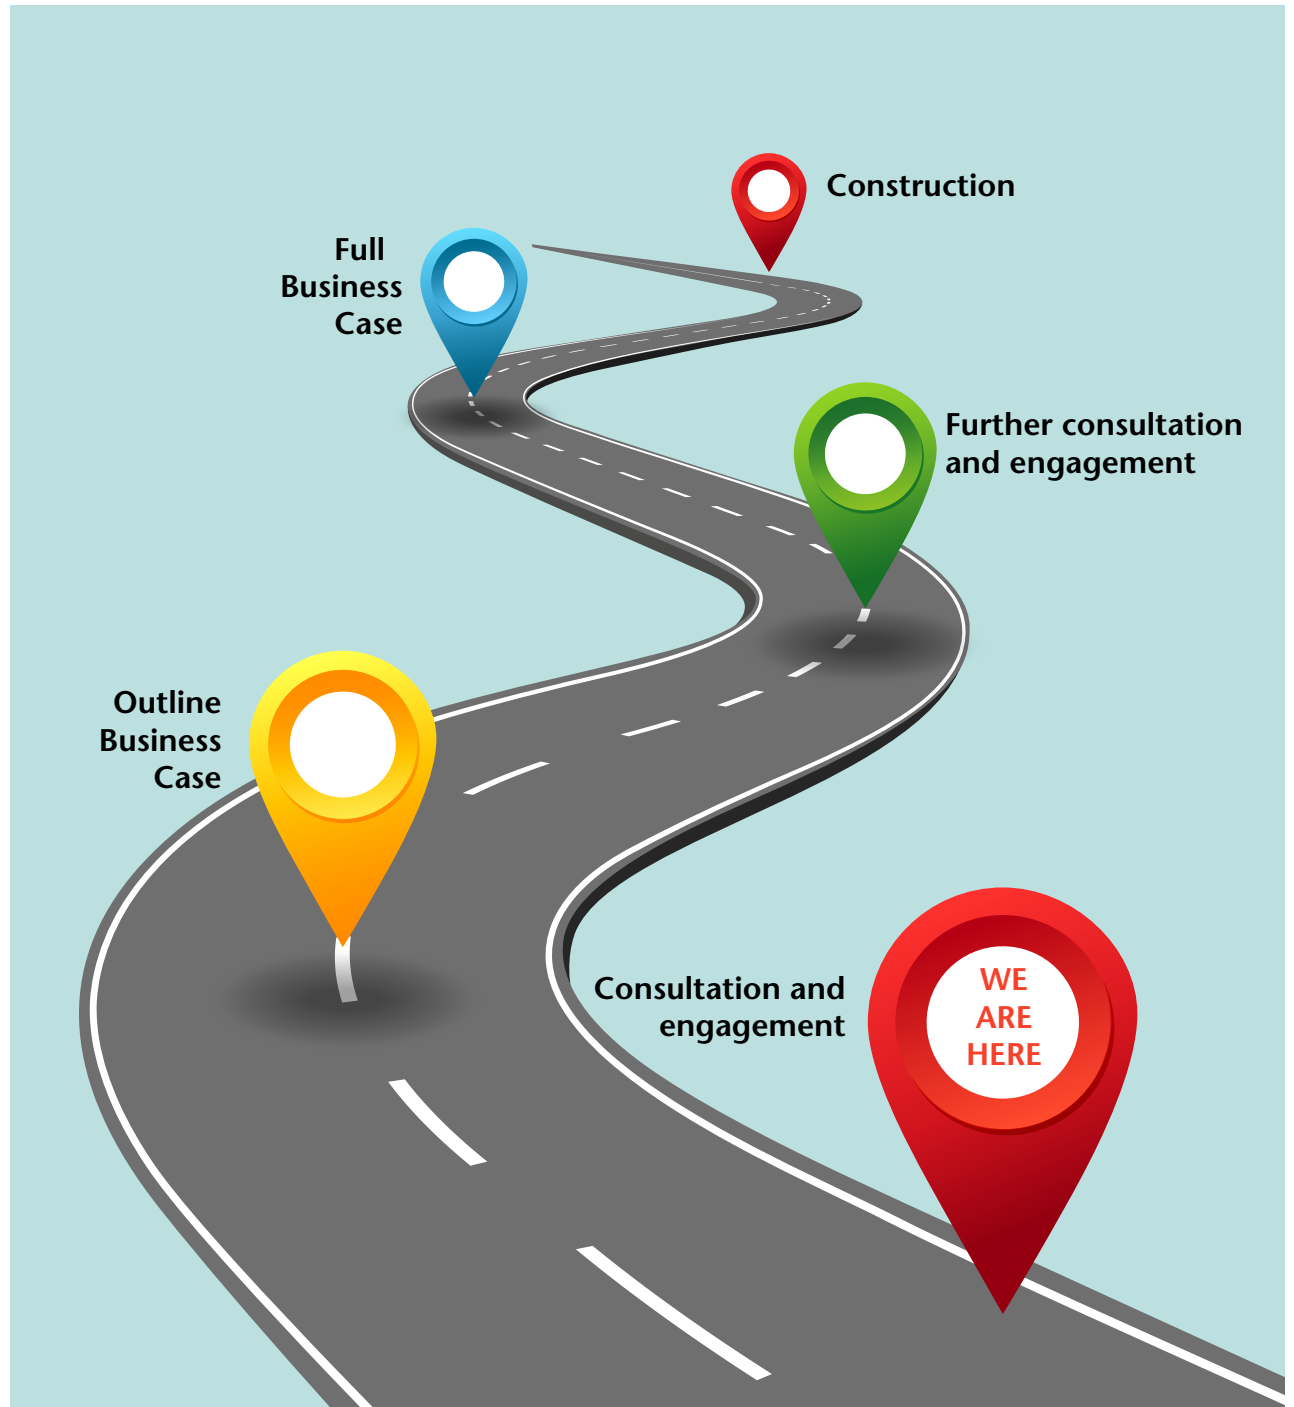 Construction
Full
Business
Case
Further consultation
and engagement
Outline
Business
Case
Consultation and
engagement
WE
ARE
HERE